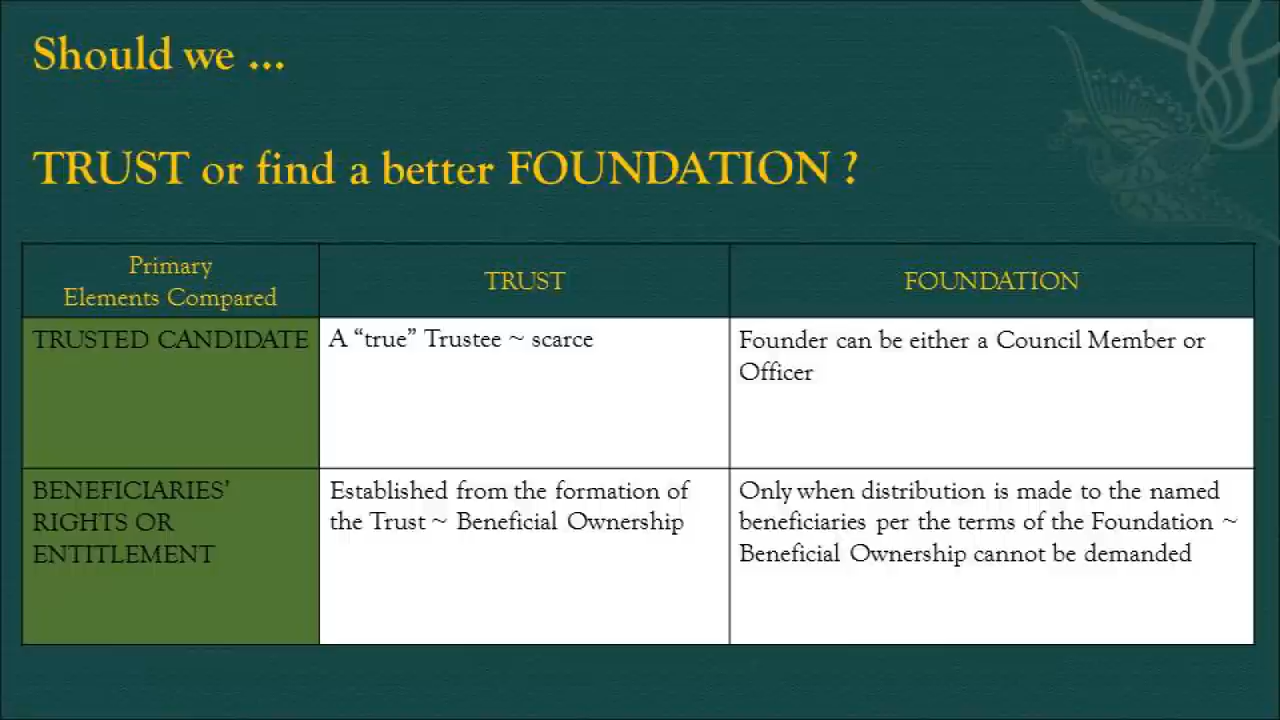 Should we ...
TRUST or find a better FOUNDATION ?
Primary
Elements Compared
TRUST
FOUNDATION
TRUSTED CANDIDATE
A “true” Trustee ~ scarce
Founder can be either a Council Member or
Officer
BENEFICIARIES’
RIGHTS OR
ENTITLEMENT
Established from the formation of
the Trust ~ Beneficial Ownership
Only when distribution is made to the named
beneficiaries per the terms of the Foundation ~
Beneficial Ownership cannot be demanded